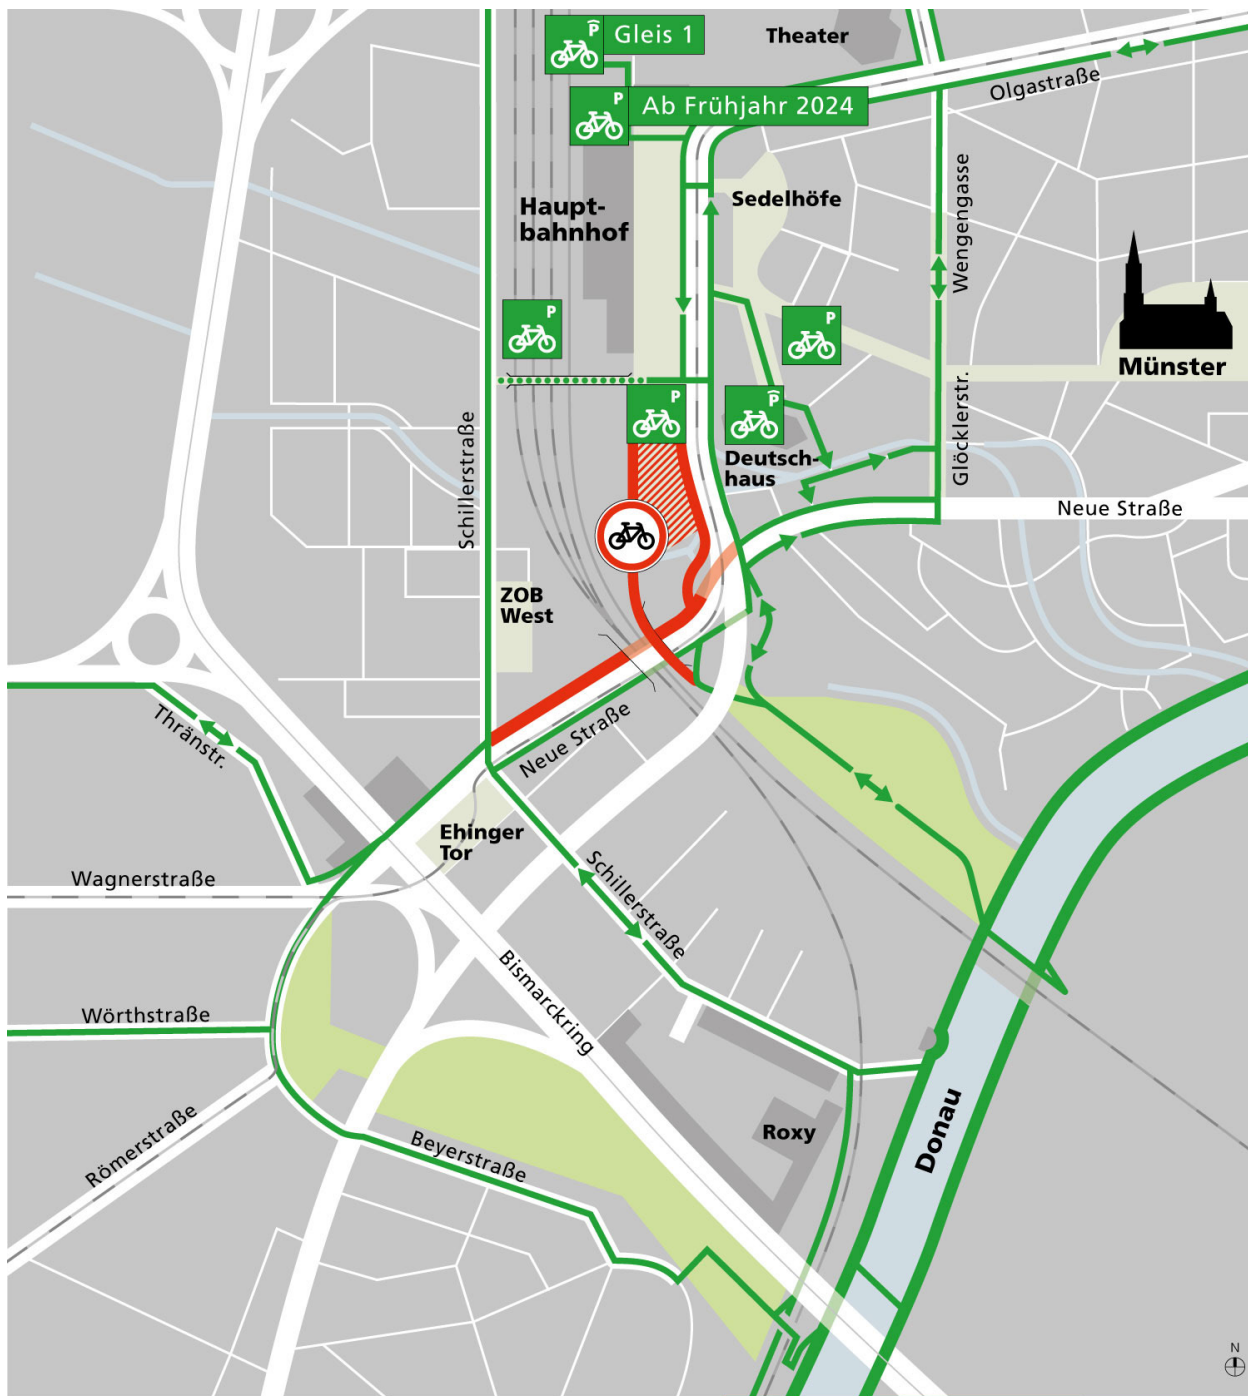 P
Gleis 1
Theater
P
Ab Frühjahr 2024
Olgastraße
Haupt-
bahnhof
Sedelhöfe
Wengengasse
P
P
Münster
Schillerstraße
P
P
Deutsch-
haus
Glöcklerstr.
Neue Straße
ZOB
West
Thränstr.
Neue Straße
Ehinger
Tor
Wagnerstraße
Schillerstraße
Bismarckring
Wörthstraße
Donau
Römerstraße
Beyerstraße
Roxy
N